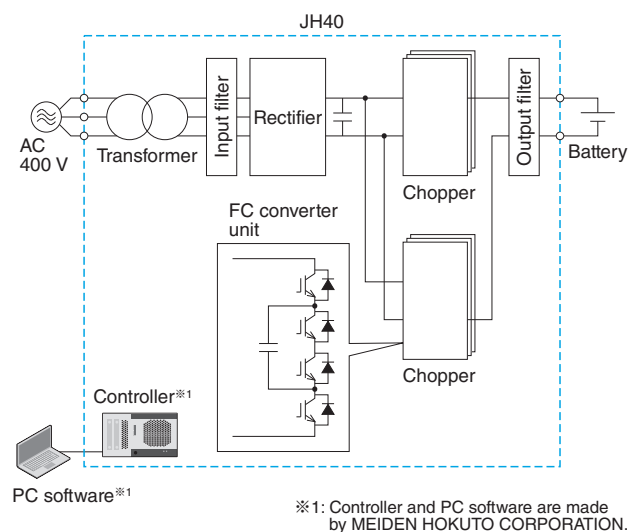 JH40
AC
400 V
Transformer
Input filter
Rectifier
Chopper
Output filter
Battery
FC converter
unit
Chopper
Controller※1
PC software※1
※1: Controller and PC software are made
by MEIDEN HOKUTO CORPORATION.